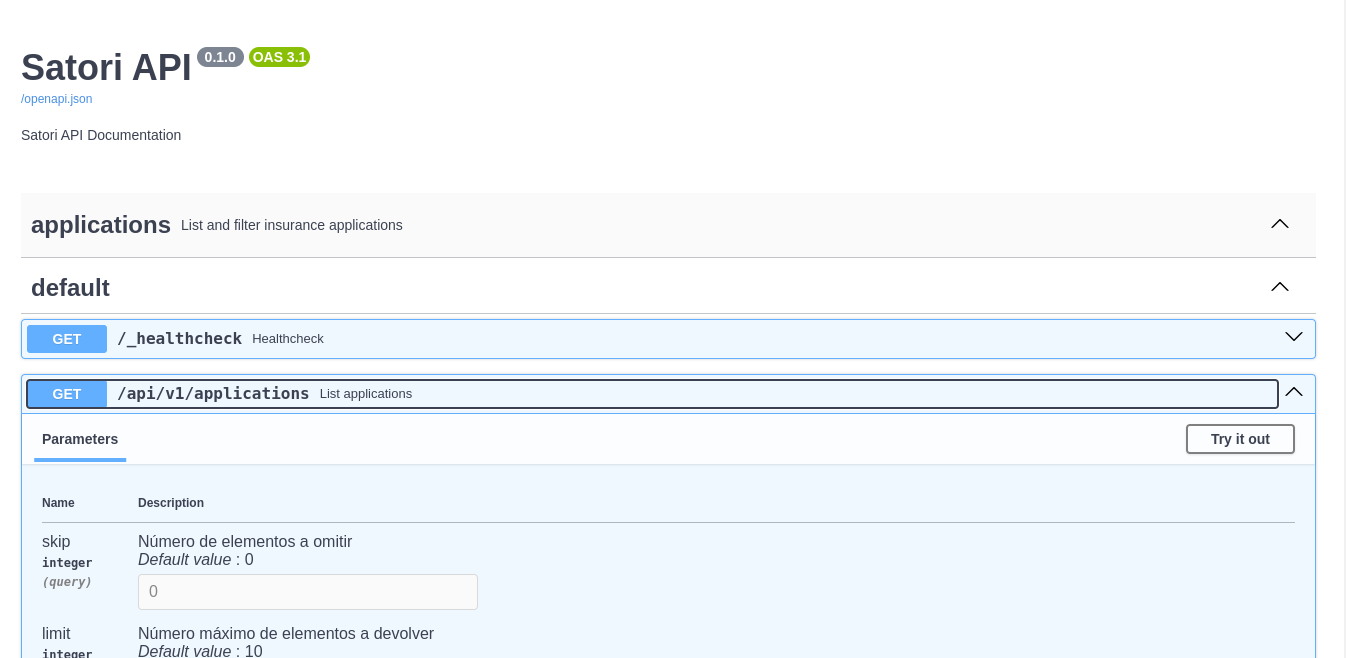 Satori API 0.1.0 OAS 3.1
/openapi.json
Satori API Documentation
applications List and filter insurance applications
default
GET /_healthcheck Healthcheck
GET /api/v1/applications List applications
Parameters Try it out
Name Description
skip Número de elementos a omitir
integer Default value : 0
(query) 0
limit Número máximo de elementos a devolver
integer Default value : 10